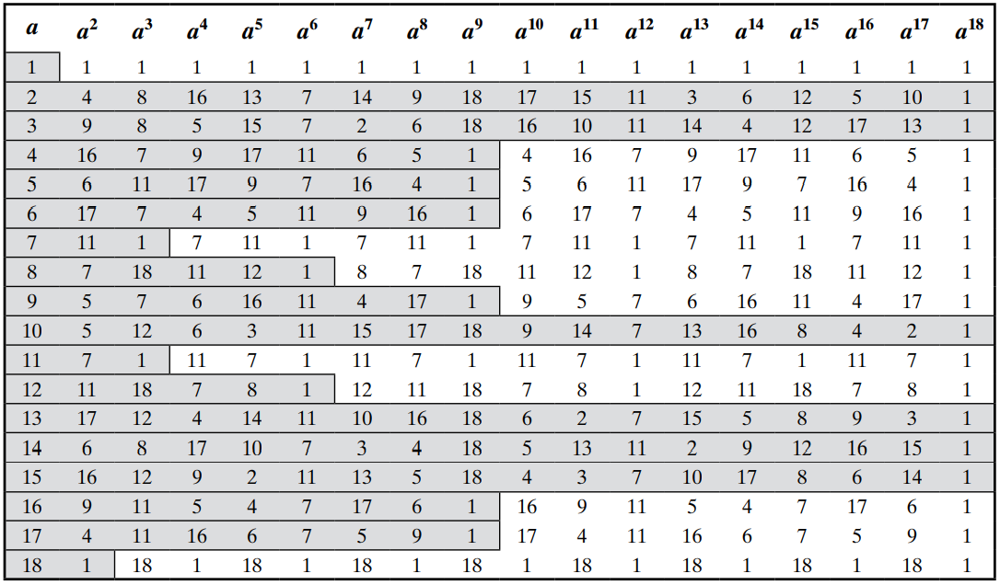 a a² a³ a⁴ a⁵ a⁶ a⁷ a⁸ a⁹ a¹⁰ a¹¹ a¹² a¹³ a¹⁴ a¹⁵ a¹⁶ a¹⁷ a¹⁸
1 1 1 1 1 1 1 1 1 1 1 1 1 1 1 1 1 1
2 4 8 16 13 7 14 9 18 17 15 11 3 6 12 5 10 1
3 9 8 5 15 7 2 6 18 16 10 11 14 4 12 17 13 1
4 16 7 9 17 11 6 5 1 4 16 7 9 17 11 6 5 1
5 6 11 17 9 7 16 4 1 5 6 11 17 9 7 16 4 1
6 17 7 4 5 11 9 16 1 6 17 7 4 5 11 9 16 1
7 11 1 7 11 1 7 11 1 7 11 1 7 11 1 7 11 1
8 7 18 11 12 1 8 7 18 11 12 1 8 7 18 11 12 1
9 5 7 6 16 11 4 17 1 9 5 7 6 16 11 4 17 1
10 5 12 6 3 11 15 17 18 9 14 7 13 16 8 4 2 1
11 7 1 11 7 1 11 7 1 11 7 1 11 7 1 11 7 1
12 11 18 7 8 1 12 11 18 7 8 1 12 11 18 7 8 1
13 17 12 4 14 11 10 16 18 6 2 7 15 5 8 9 3 1
14 6 8 17 10 7 3 4 18 5 13 11 2 9 12 16 15 1
15 16 12 9 2 11 13 5 18 4 3 7 10 17 8 6 14 1
16 9 11 5 4 7 17 6 1 16 9 11 5 4 7 17 6 1
17 4 11 16 6 7 5 9 1 17 4 11 16 6 7 5 9 1
18 1 18 1 18 1 18 1 18 1 18 1 18 1 18 1 18 1